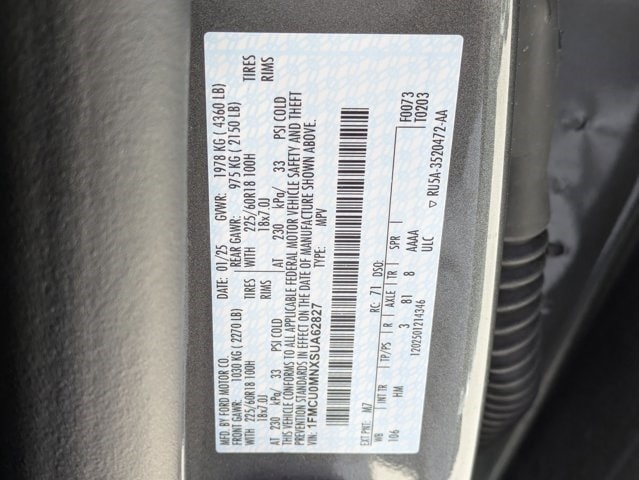 MFD. BY FORD MOTOR CO. DATE: 01/25 GVWR: 1978 KG ( 4360 LB)
FRONT GAWR: 1030 KG (2270 LB) REAR GAWR: 975 KG ( 2150 LB)
WITH 225/60R18 100H TIRES WITH 225/60R18 100H TIRES
18x7.0J RIMS 18x7.0J RIMS
AT 230 kPa/ 33 PSI COLD AT 230 kPa/ 33 PSI COLD
THIS VEHICLE CONFORMS TO ALL APPLICABLE FEDERAL MOTOR VEHICLE SAFETY AND THEFT
PREVENTION STANDARDS IN EFFECT ON THE DATE OF MANUFACTURE SHOWN ABOVE.
VIN: 1FMCU0MNXSUA62827 TYPE: MPV
F0073
T0203
EXT PNT: M7 RC: 71 DSO:
WB INT TR TP/PS R AXLE TR SPR
106 HM 3 81 8 AAAA
ULC
1202501214346 ▽ RU5A-3520472-AA